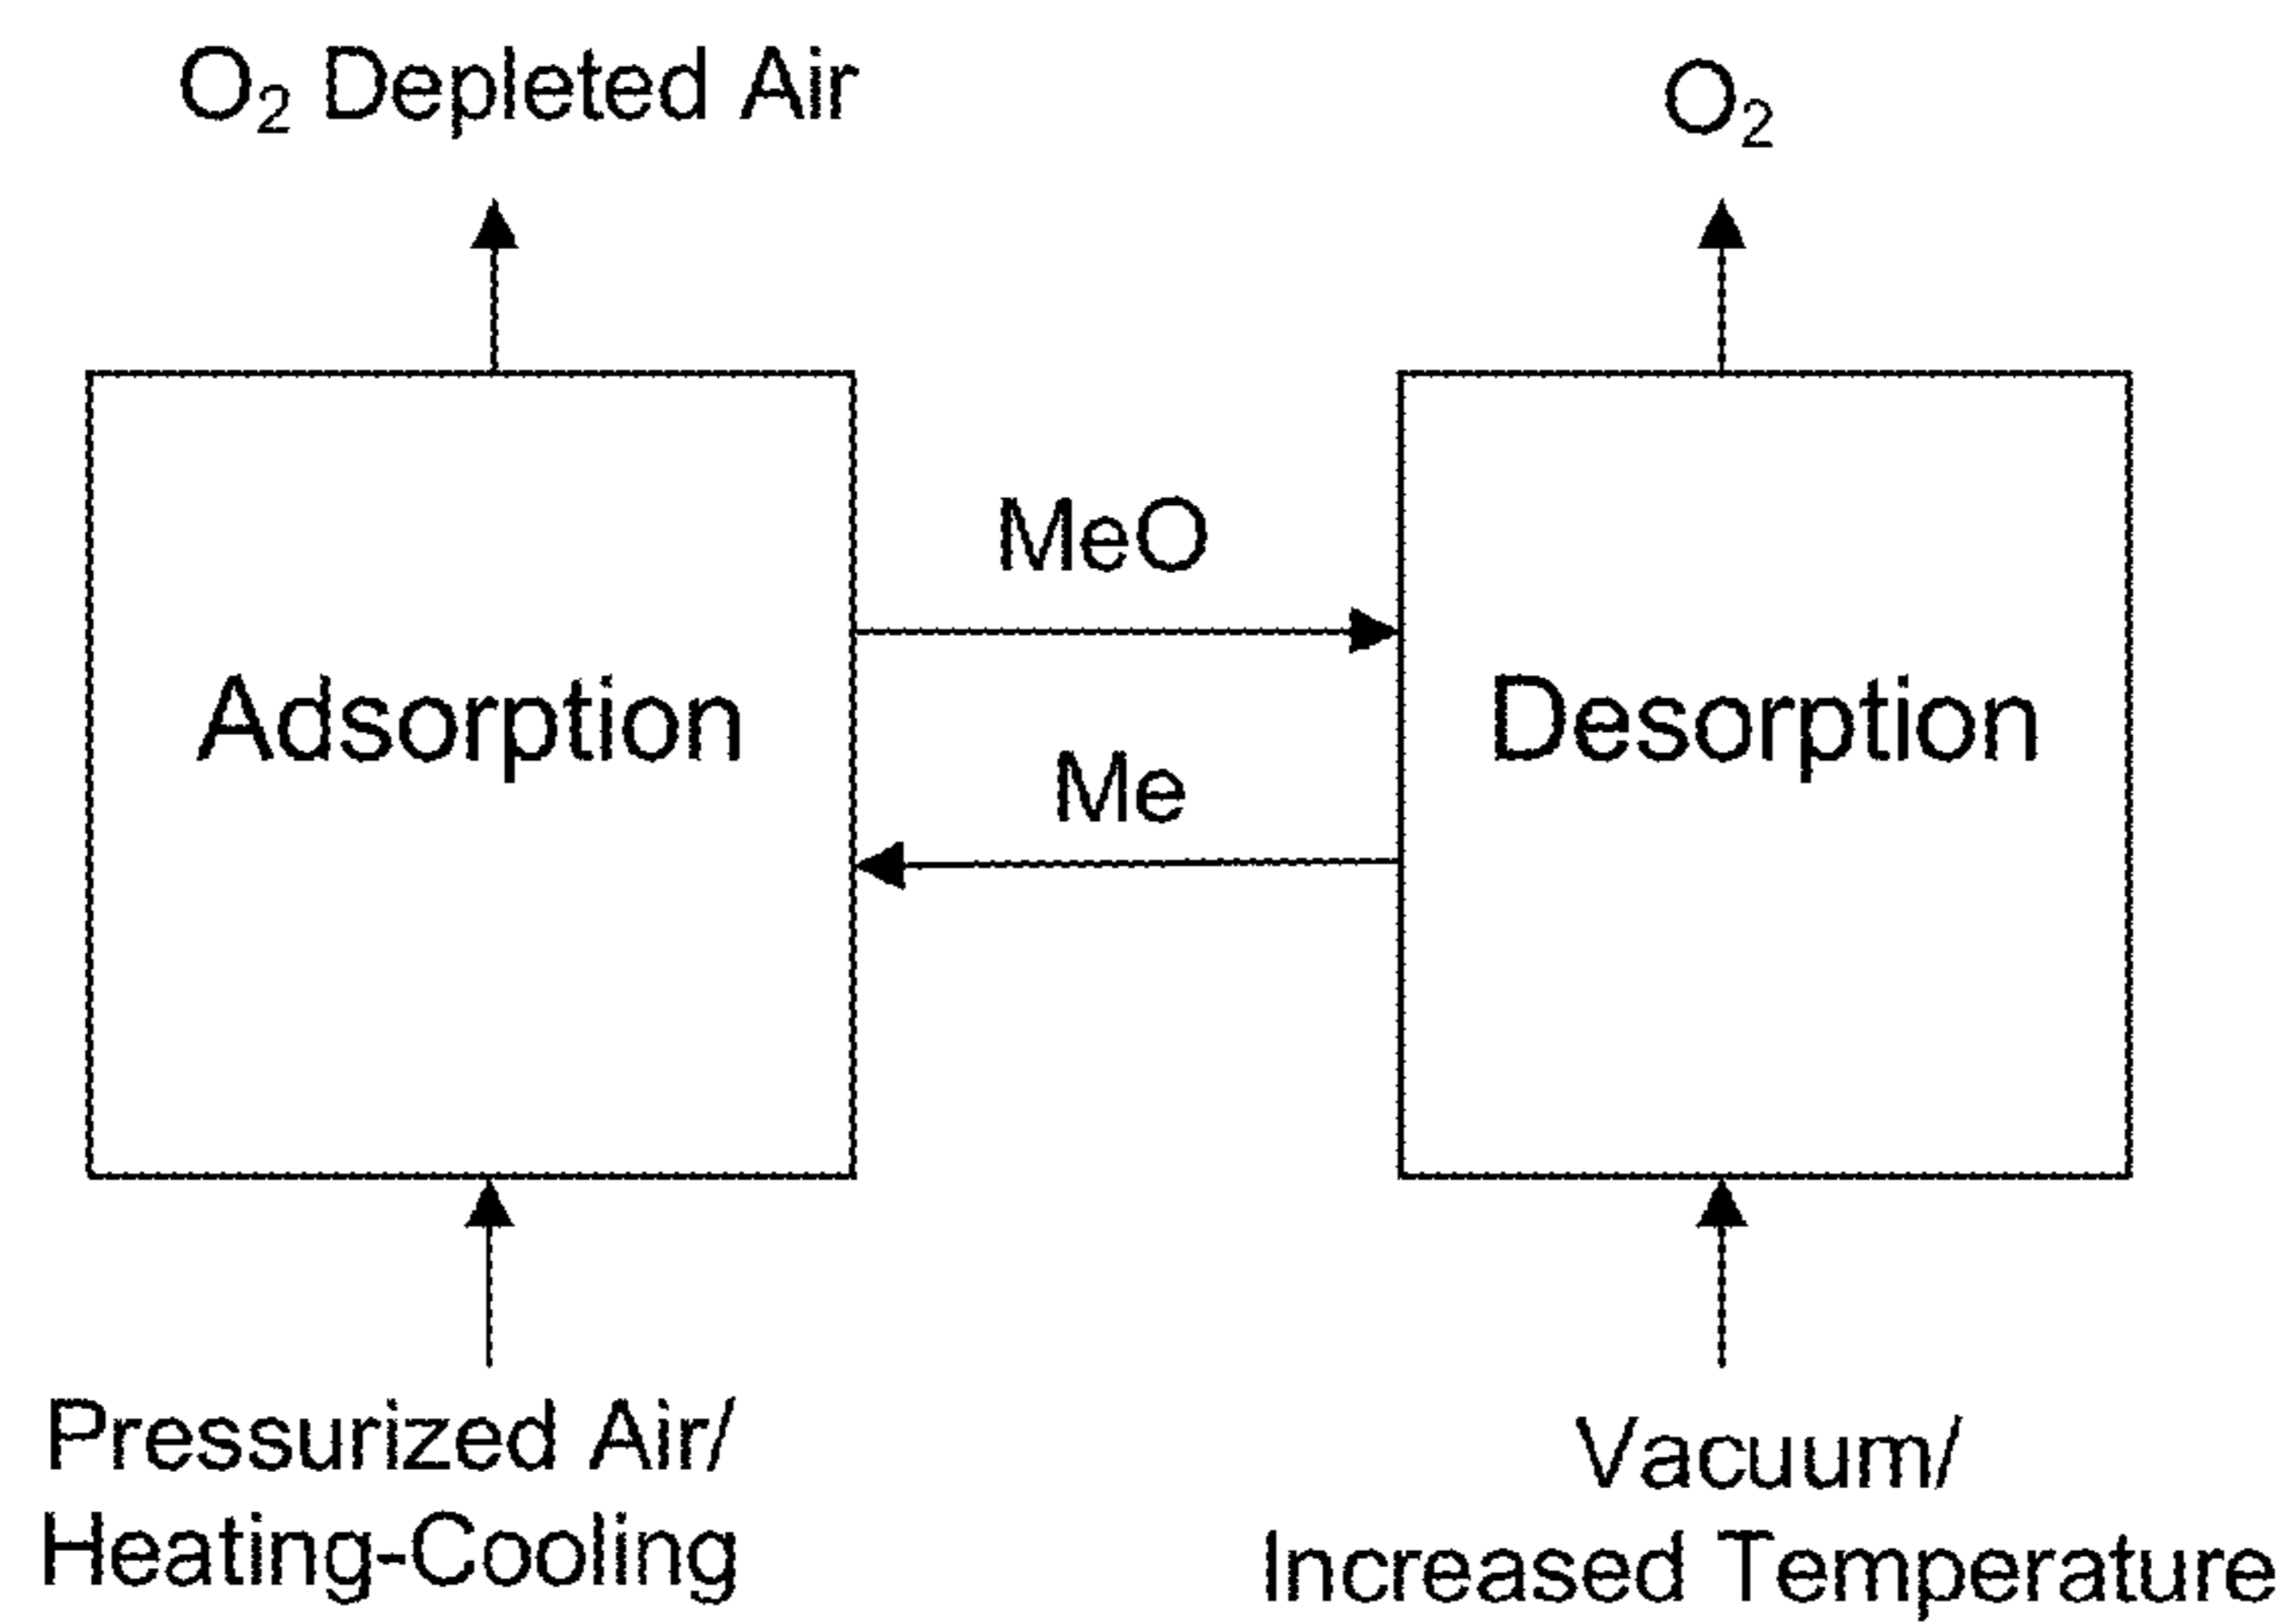 O₂ Depleted Air
O₂
MeO
Adsorption
Desorption
Me
Pressurized Air/
Heating-Cooling
Vacuum/
Increased Temperature